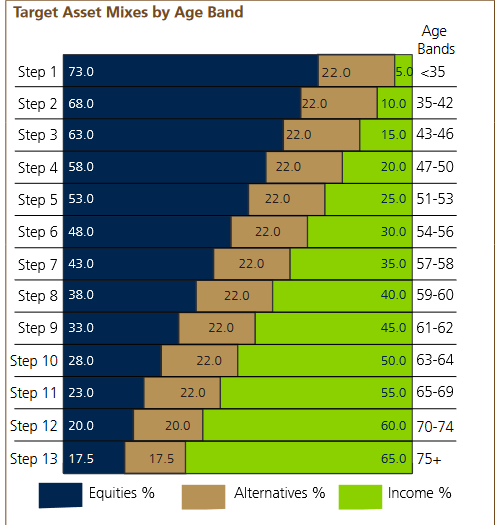 Target Asset Mixes by Age Band
Age
Bands
Step 1 73.0 22.0 5.0 <35
Step 2 68.0 22.0 10.0 35-42
Step 3 63.0 22.0 15.0 43-46
Step 4 58.0 22.0 20.0 47-50
Step 5 53.0 22.0 25.0 51-53
Step 6 48.0 22.0 30.0 54-56
Step 7 43.0 22.0 35.0 57-58
Step 8 38.0 22.0 40.0 59-60
Step 9 33.0 22.0 45.0 61-62
Step 10 28.0 22.0 50.0 63-64
Step 11 23.0 22.0 55.0 65-69
Step 12 20.0 20.0 60.0 70-74
Step 13 17.5 17.5 65.0 75+
Equities % Alternatives % Income %